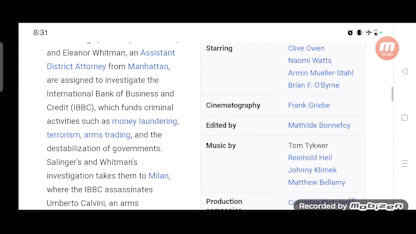 8:31
and Eleanor Whitman, an Assistant
District Attorney from Manhattan,
are assigned to investigate the
International Bank of Business and
Credit (IBBC), which funds criminal
activities such as money laundering,
terrorism, arms trading, and the
destabilization of governments.
Salinger's and Whitman's
investigation takes them to Milan,
where the IBBC assassinates
Umberto Calvini, an arms
Starring
Clive Owen
Naomi Watts
Armin Mueller-Stahl
Brian F. O'Byrne
Cinematography
Frank Griebe
Edited by
Mathilde Bonnefoy
Music by
Tom Tykwer
Reinhold Heil
Johnny Klimek
Matthew Bellamy
Production
Recorded by Mobizen